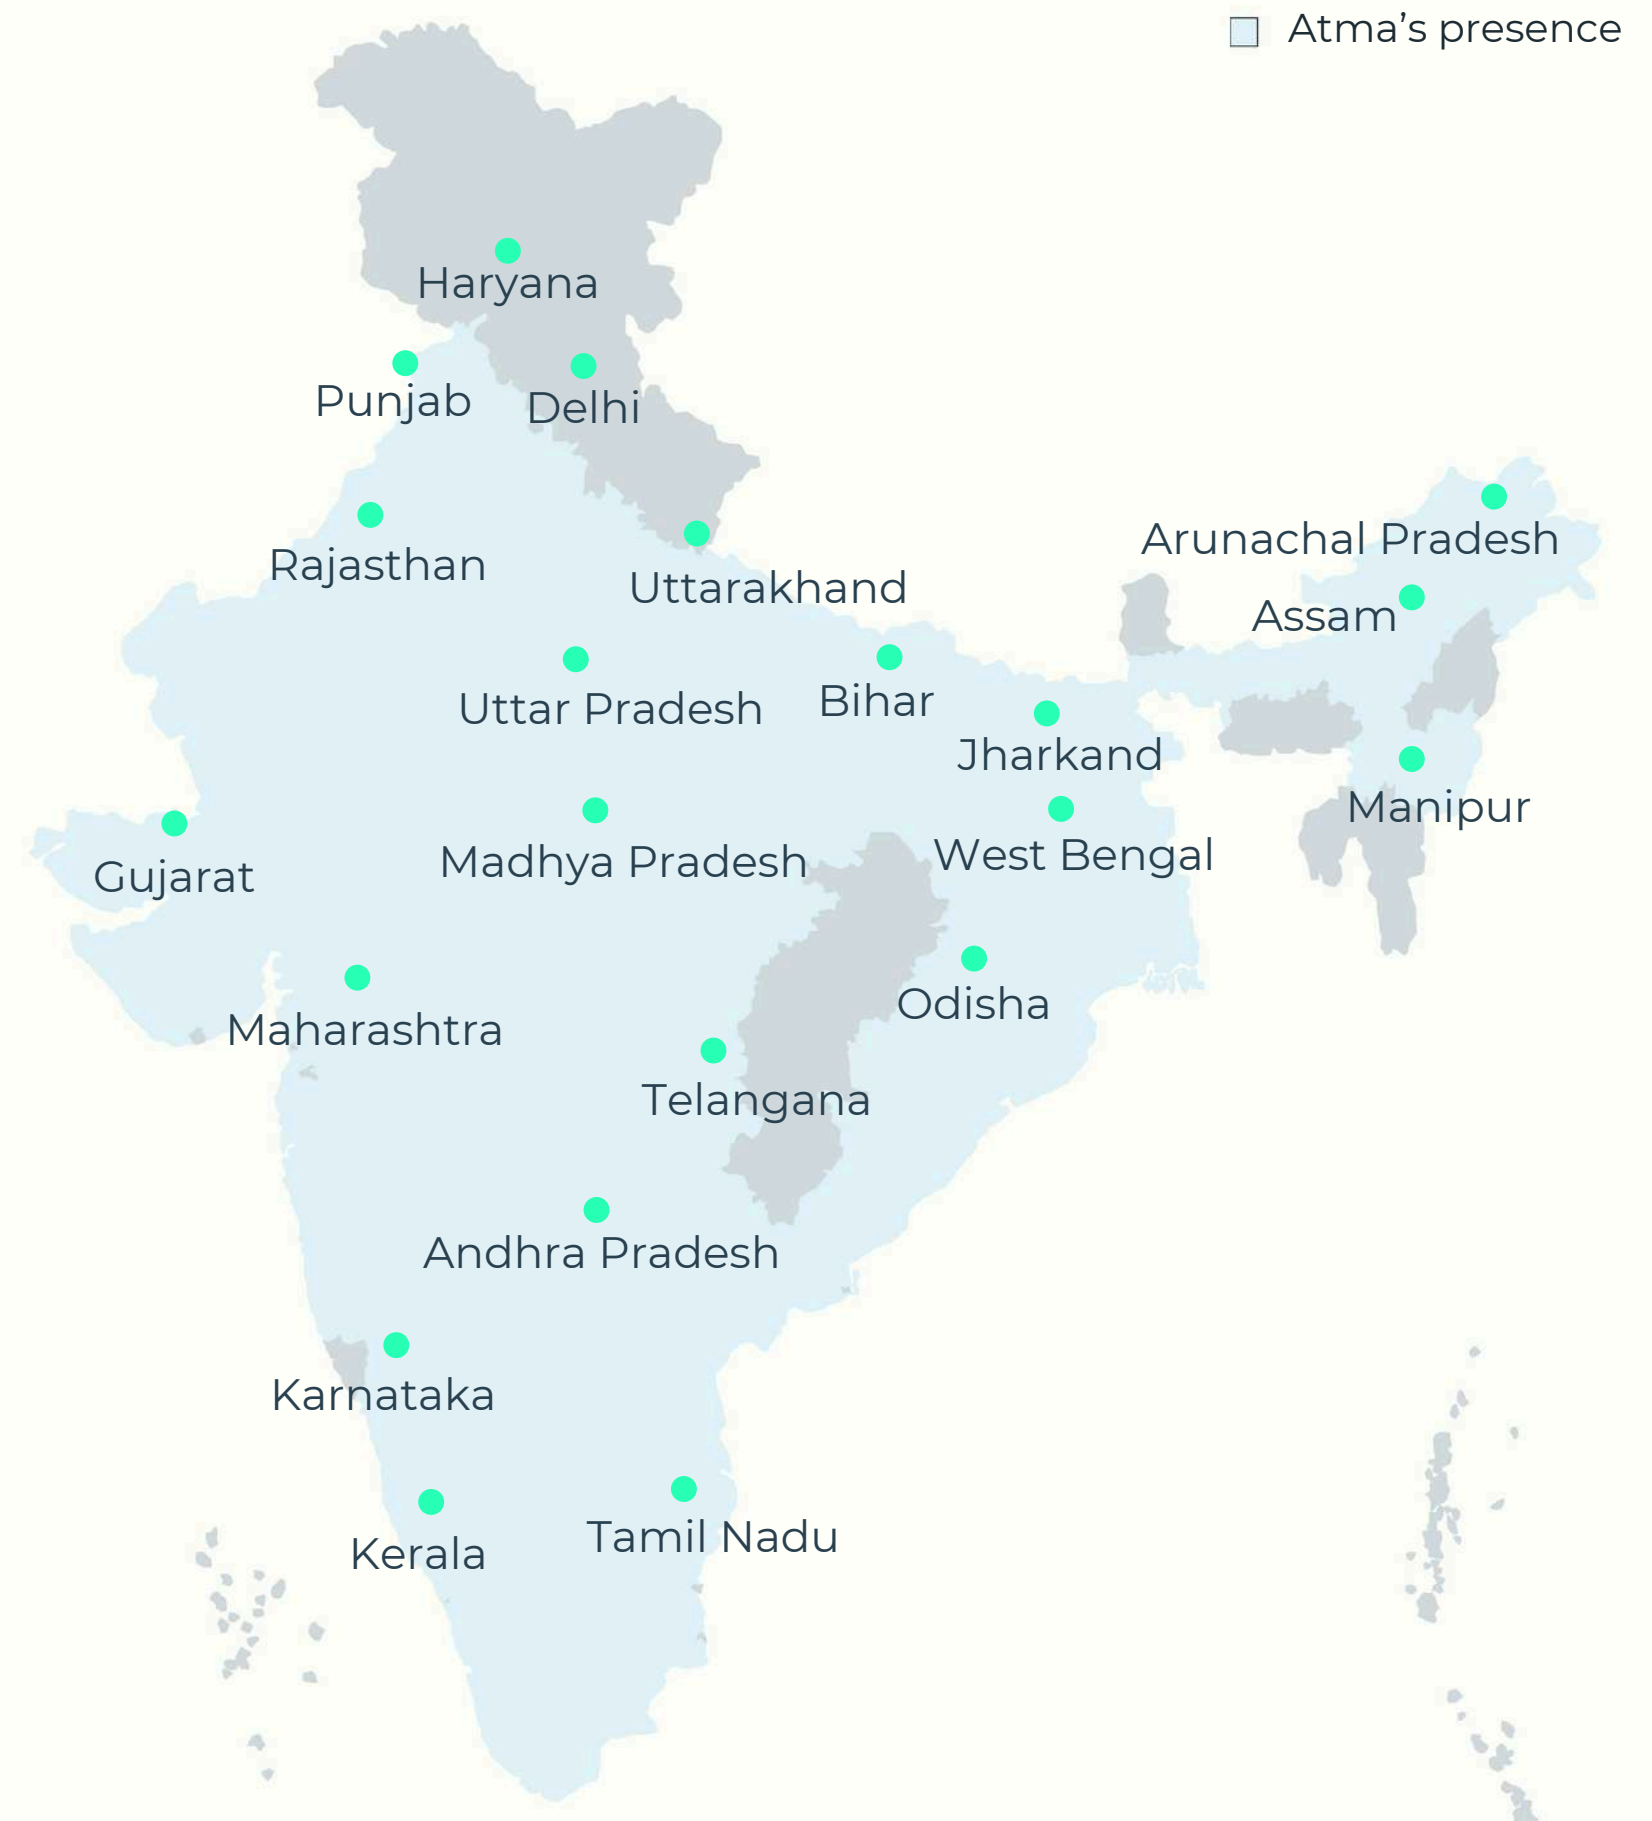 Atma’s presence
Haryana
Punjab
Delhi
Rajasthan
Uttarakhand
Arunachal Pradesh
Assam
Uttar Pradesh
Bihar
Jharkand
Manipur
Gujarat
Madhya Pradesh
West Bengal
Maharashtra
Odisha
Telangana
Andhra Pradesh
Karnataka
Kerala
Tamil Nadu